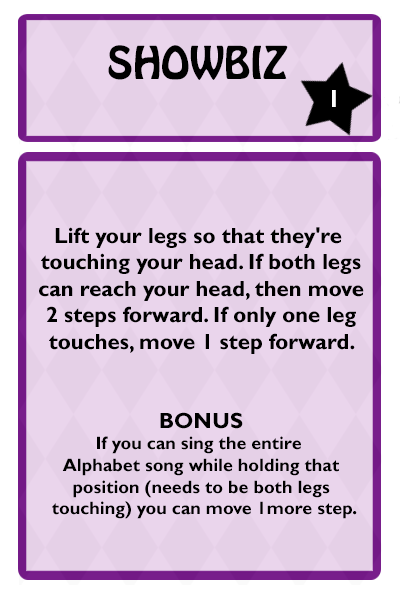 SHOWBIZ
1
Lift your legs so that they're
touching your head. If both legs
can reach your head, then move
2 steps forward. If only one leg
touches, move 1 step forward.
BONUS
If you can sing the entire
Alphabet song while holding that
position (needs to be both legs
touching) you can move 1more step.